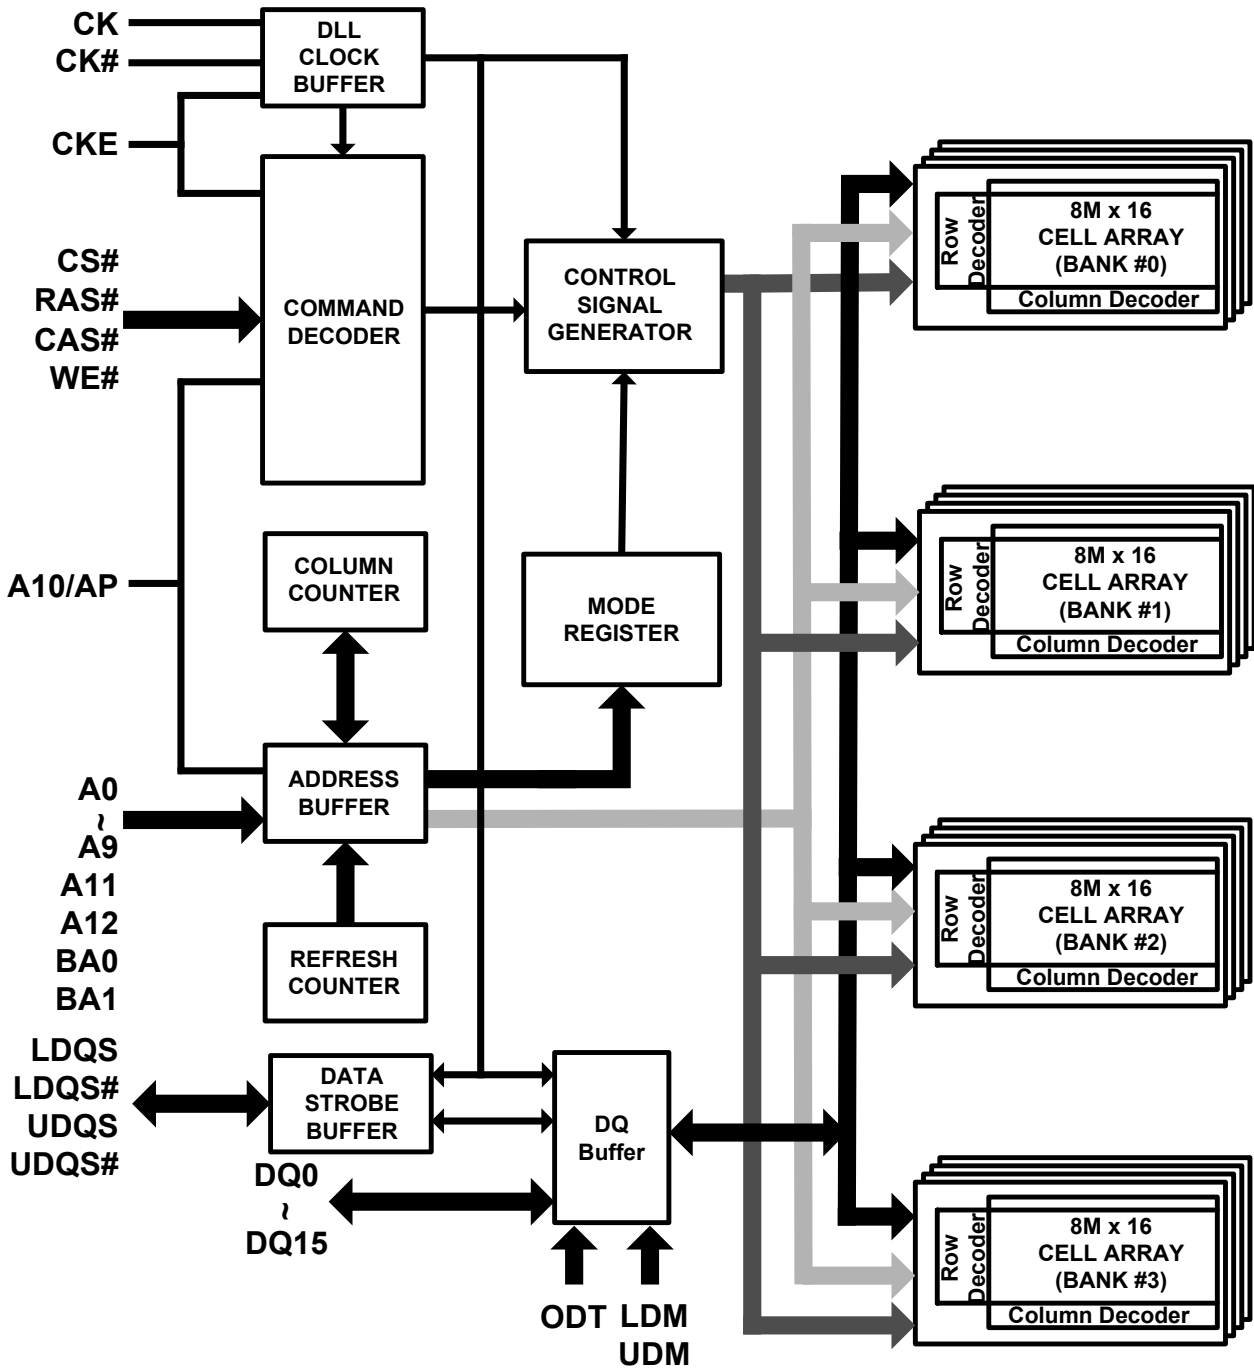 CK
CK#
CKE
CS#
RAS#
CAS#
WE#
A10/AP
A0
~
A9
A11
A12
BA0
BA1
LDQS
LDQS#
UDQS
UDQS#
DLL
CLOCK
BUFFER
COMMAND
DECODER
CONTROL
SIGNAL
GENERATOR
COLUMN
COUNTER
MODE
REGISTER
ADDRESS
BUFFER
REFRESH
COUNTER
DATA
STROBE
BUFFER
DQ
Buffer
DQ0
~
DQ15
ODT
LDM
UDM
Row
Decoder
8M x 16
CELL ARRAY
(BANK #0)
Column Decoder
Row
Decoder
8M x 16
CELL ARRAY
(BANK #1)
Column Decoder
Row
Decoder
8M x 16
CELL ARRAY
(BANK #2)
Column Decoder
Row
Decoder
8M x 16
CELL ARRAY
(BANK #3)
Column Decoder